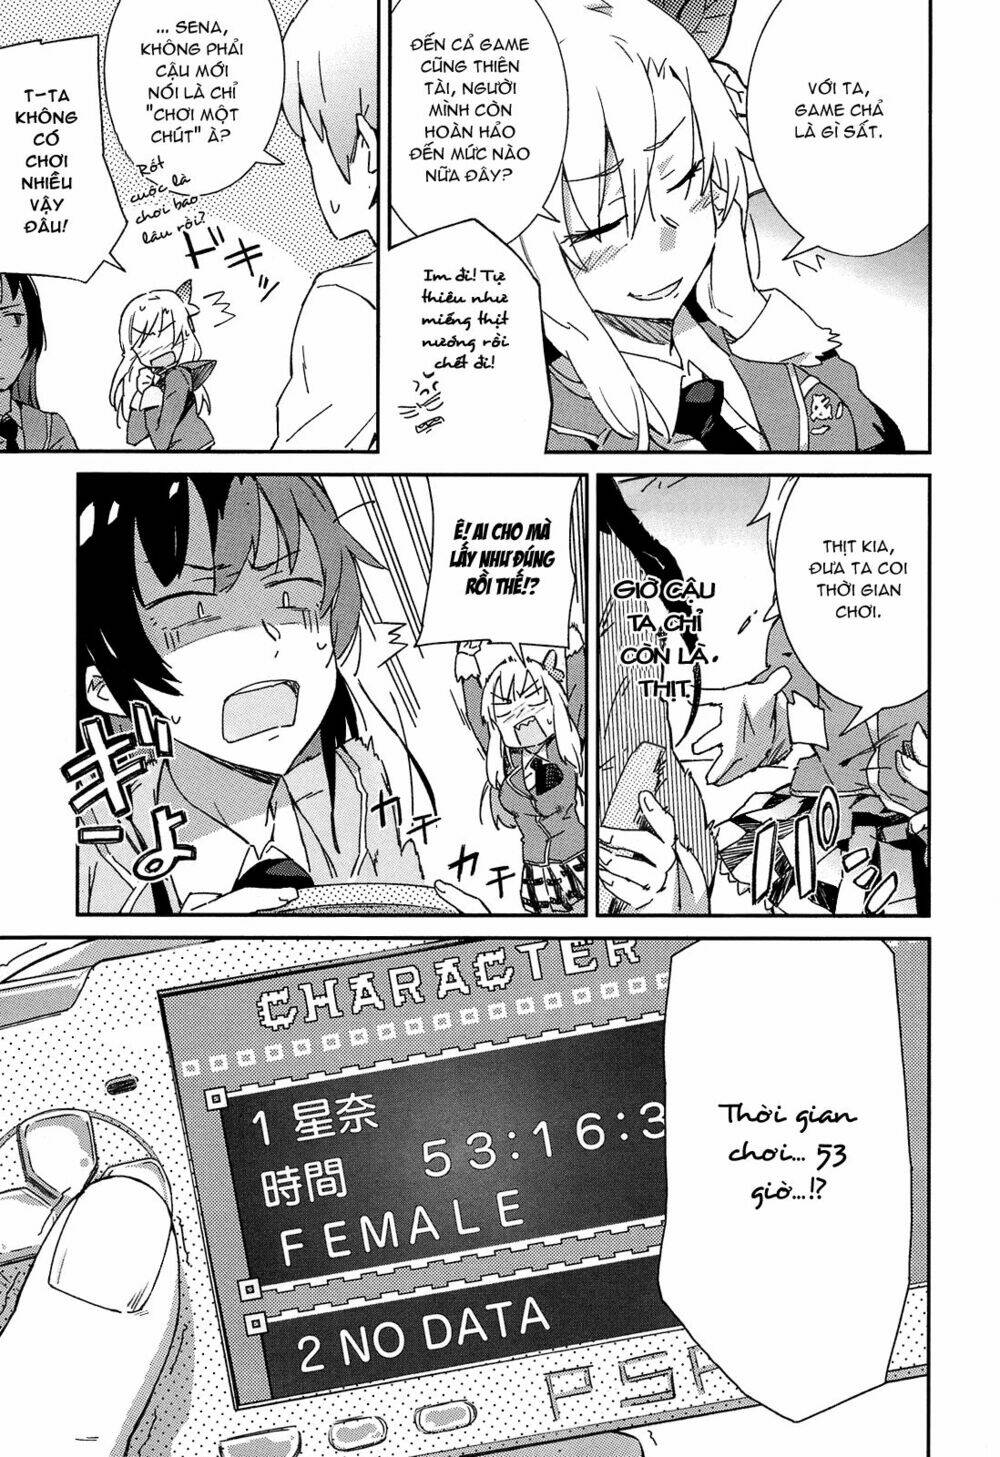 VỚI TA,
GAME CHẢ
LÀ GÌ SẤT.
ĐẾN CẢ GAME
CŨNG THIÊN
TÀI, NGƯỜI
MÌNH CÒN
HOÀN HẢO
ĐẾN MỨC NÀO
NỮA ĐÂY?
Im đi! Tự
thiêu như
miếng thịt
nướng rồi
chết đi!
... SENA,
KHÔNG PHẢI
CẬU MỚI
NÓI LÀ CHỈ
"CHƠI MỘT
CHÚT" À?
Rốt
cuộc là
chơi bao
lâu rồi?
ドキ
T-TA
KHÔNG
CÓ
CHƠI
NHIỀU
VẬY
ĐÂU!
THỊT KIA,
ĐƯA TA COI
THỜI GIAN
CHƠI.
GIỜ CẬU
TA CHỈ
CÒN LÀ
THỊT.
Ê! AI CHO MÀ
LẤY NHƯ ĐÚNG
RỒI THẾ!?
カチ
カチ
ギョ
CHARACTER
1 星奈
時間 53:16:3
FEMALE
2 NO DATA
PSP
Thời gian
chơi... 53
giờ...!?